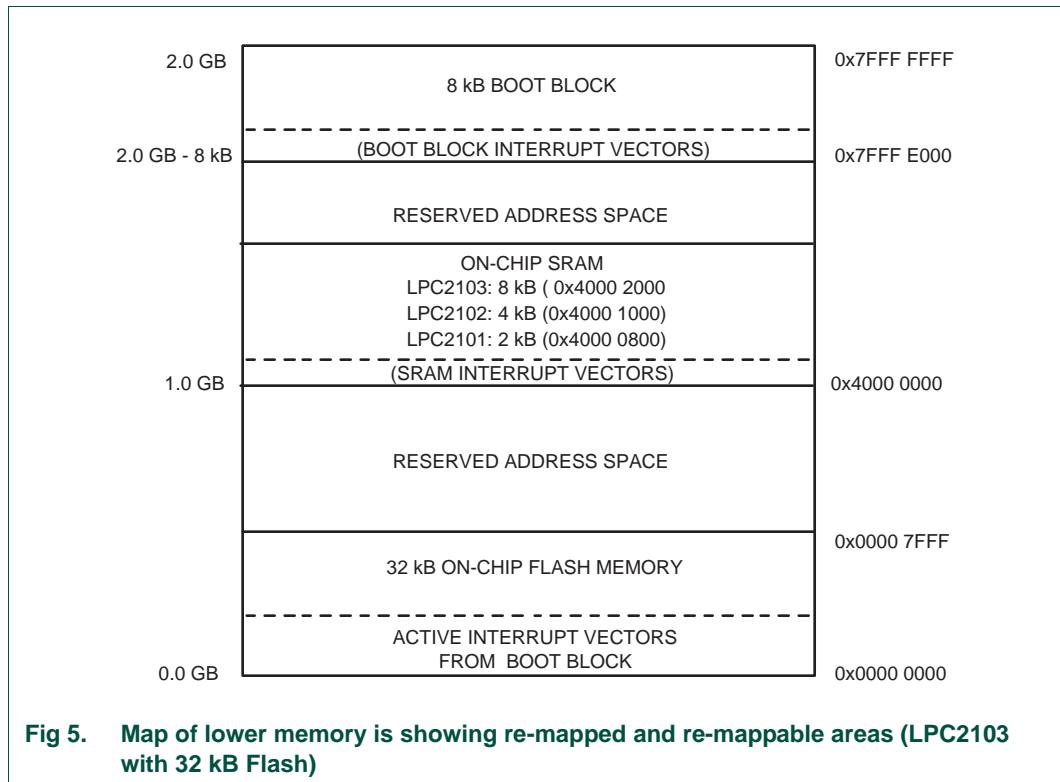 2.0 GB
0x7FFF FFFF
8 kB BOOT BLOCK
2.0 GB - 8 kB
(BOOT BLOCK INTERRUPT VECTORS)
0x7FFF E000
RESERVED ADDRESS SPACE
ON-CHIP SRAM
LPC2103: 8 kB ( 0x4000 2000
LPC2102: 4 kB (0x4000 1000)
LPC2101: 2 kB (0x4000 0800)
(SRAM INTERRUPT VECTORS)
1.0 GB
0x4000 0000
RESERVED ADDRESS SPACE
0x0000 7FFF
32 kB ON-CHIP FLASH MEMORY
ACTIVE INTERRUPT VECTORS
FROM BOOT BLOCK
0.0 GB
0x0000 0000
Fig 5. Map of lower memory is showing re-mapped and re-mappable areas (LPC2103
with 32 kB Flash)